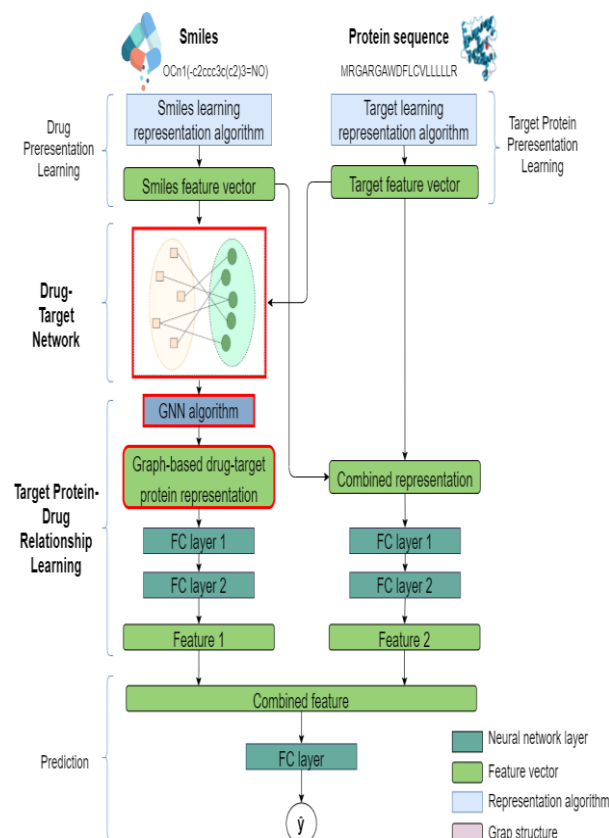 Smiles
Protein sequence
OCn1(-c2ccc3c(c2)3=NO)
MRGARGAWDFLCVLLLLLR
Drug
Preresentation
Learning
Smiles learning
representation algorithm
Target learning
representation algorithm
Target Protein
Preresentation
Learning
Smiles feature vector
Target feature vector
Drug-
Target
Network
GNN algorithm
Graph-based drug-target
protein representation
Combined representation
Target Protein-
Drug
Relationship
Learning
FC layer 1
FC layer 1
FC layer 2
FC layer 2
Feature 1
Feature 2
Combined feature
Prediction
FC layer
ŷ
Neural network layer
Feature vector
Representation algorithm
Grap structure